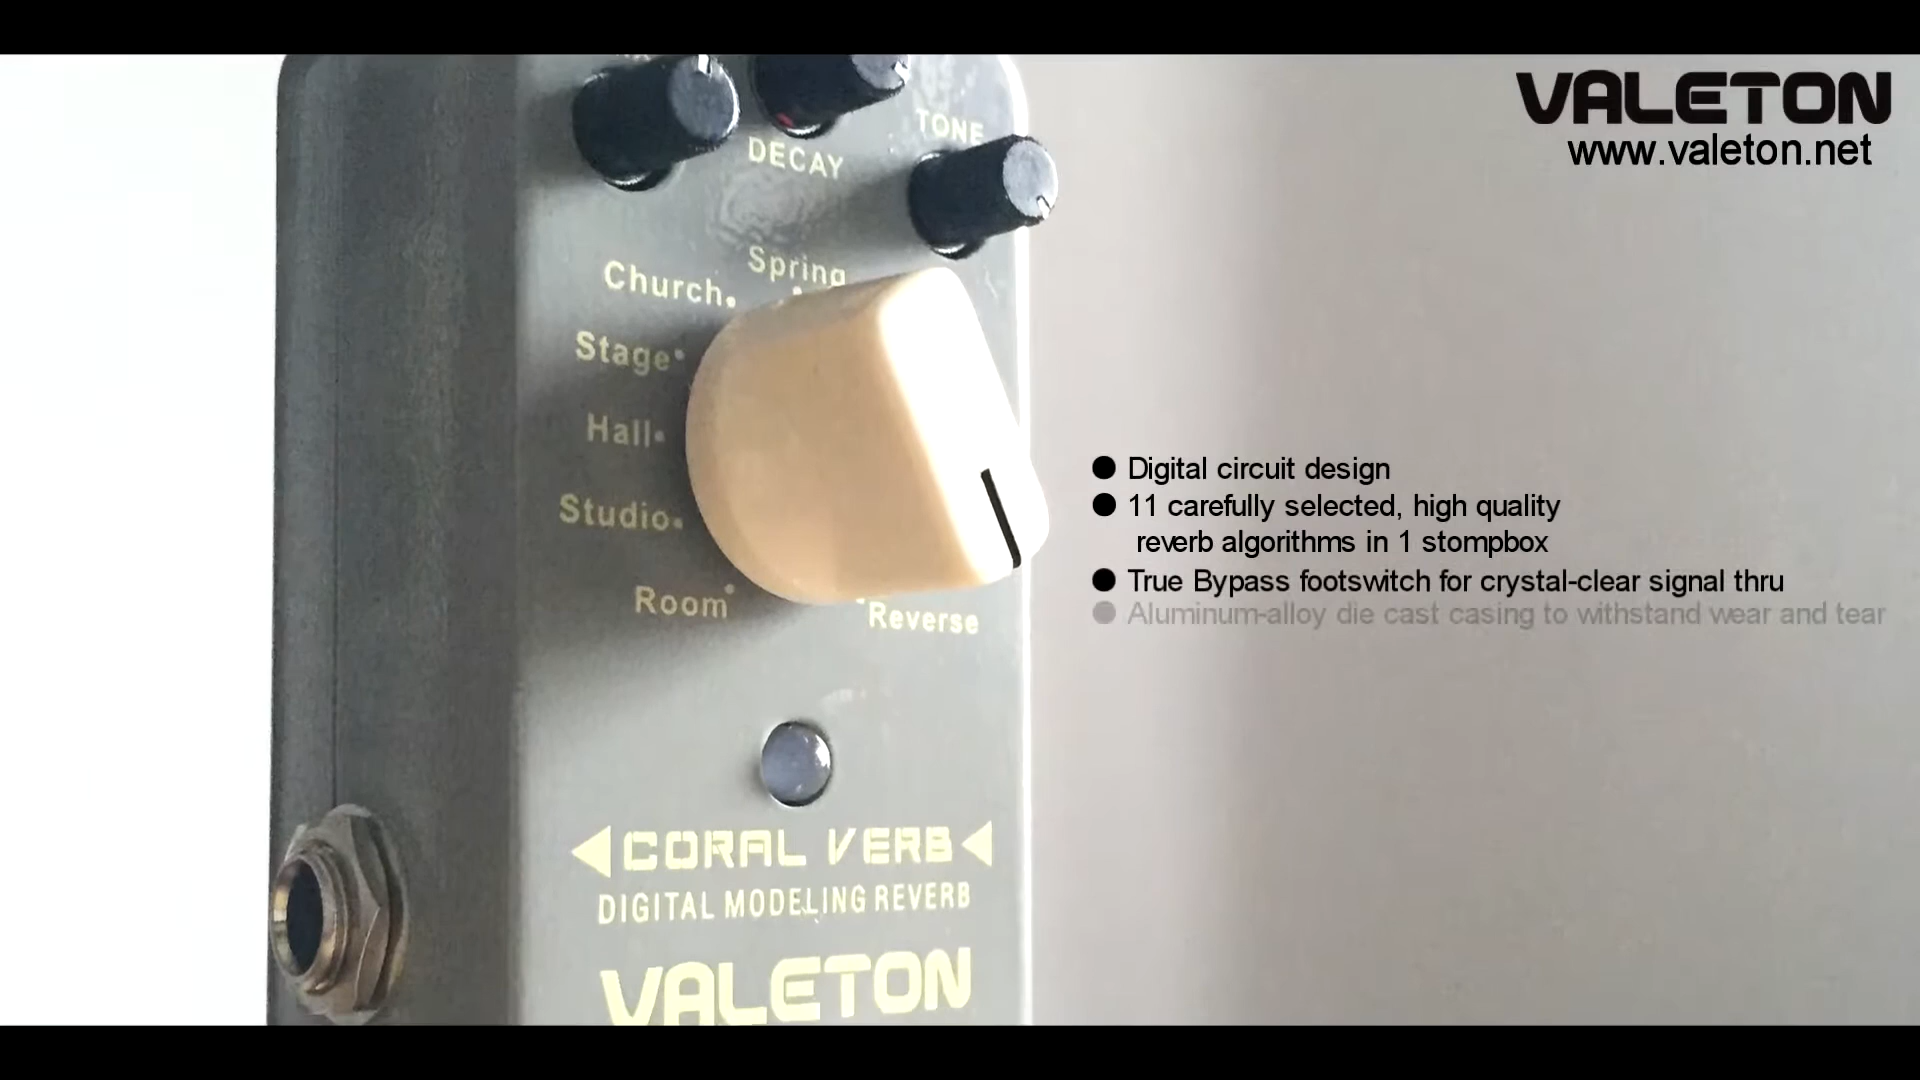 VALETON
www.valeton.net
TONE
DECAY
Spring
Church
Stage
Hall
Studio
Room
Reverse
● Digital circuit design
● 11 carefully selected, high quality
reverb algorithms in 1 stompbox
● True Bypass footswitch for crystal-clear signal thru
● Aluminum-alloy die cast casing to withstand wear and tear
CORAL VERB
DIGITAL MODELING REVERB
VALETON